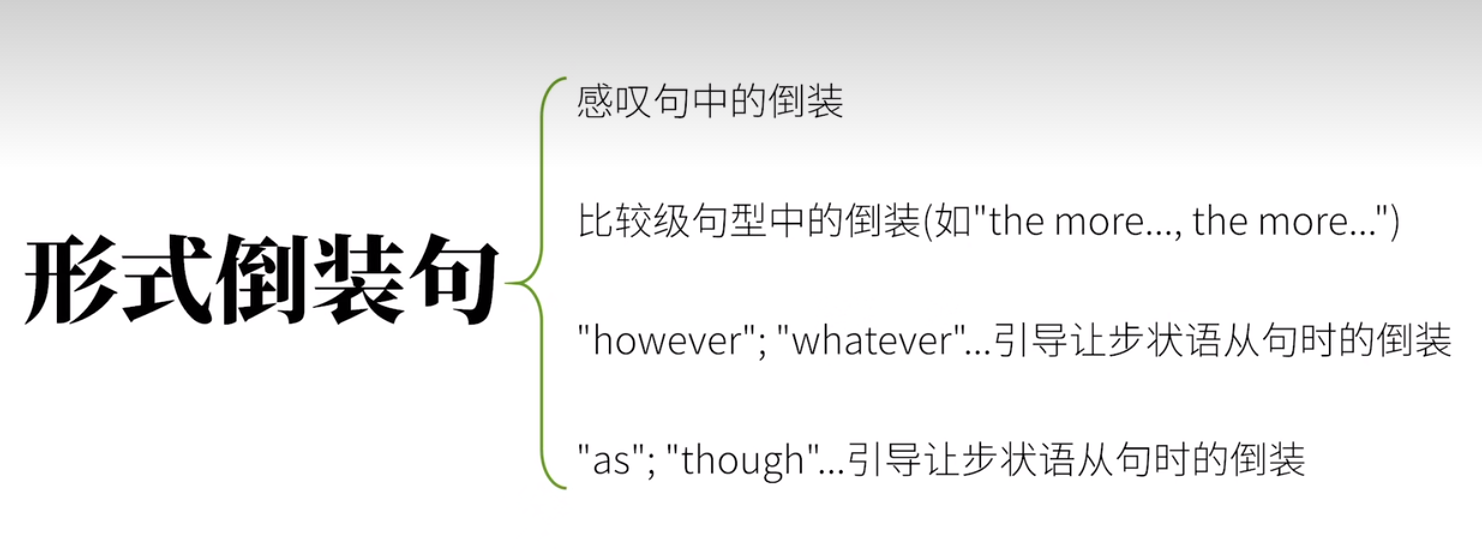 形式倒装句
感叹句中的倒装
比较级句型中的倒装(如"the more..., the more...")
"however"; "whatever"...引导让步状语从句时的倒装
"as"; "though"...引导让步状语从句时的倒装